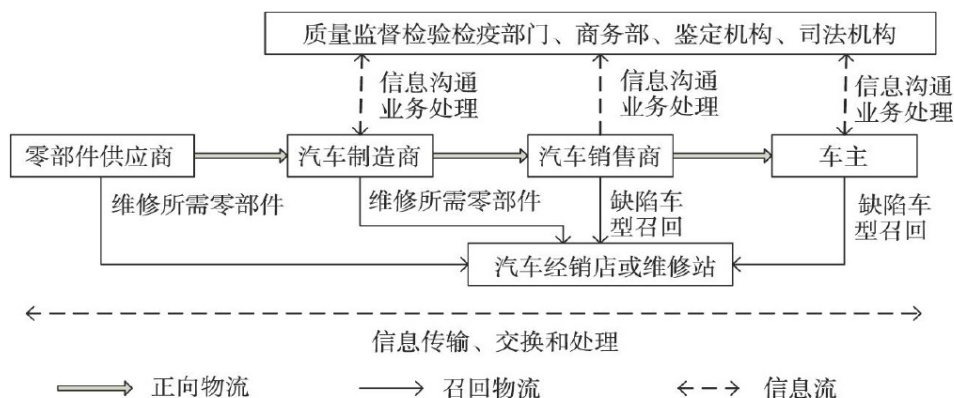 质量监督检验检疫部门、商务部、鉴定机构、司法机构
信息沟通
业务处理
信息沟通
业务处理
信息沟通
业务处理
零部件供应商
汽车制造商
汽车销售商
车主
维修所需零部件
维修所需零部件
缺陷车
型召回
缺陷车
型召回
汽车经销店或维修站
信息传输、交换和处理
正向物流
召回物流
信息流